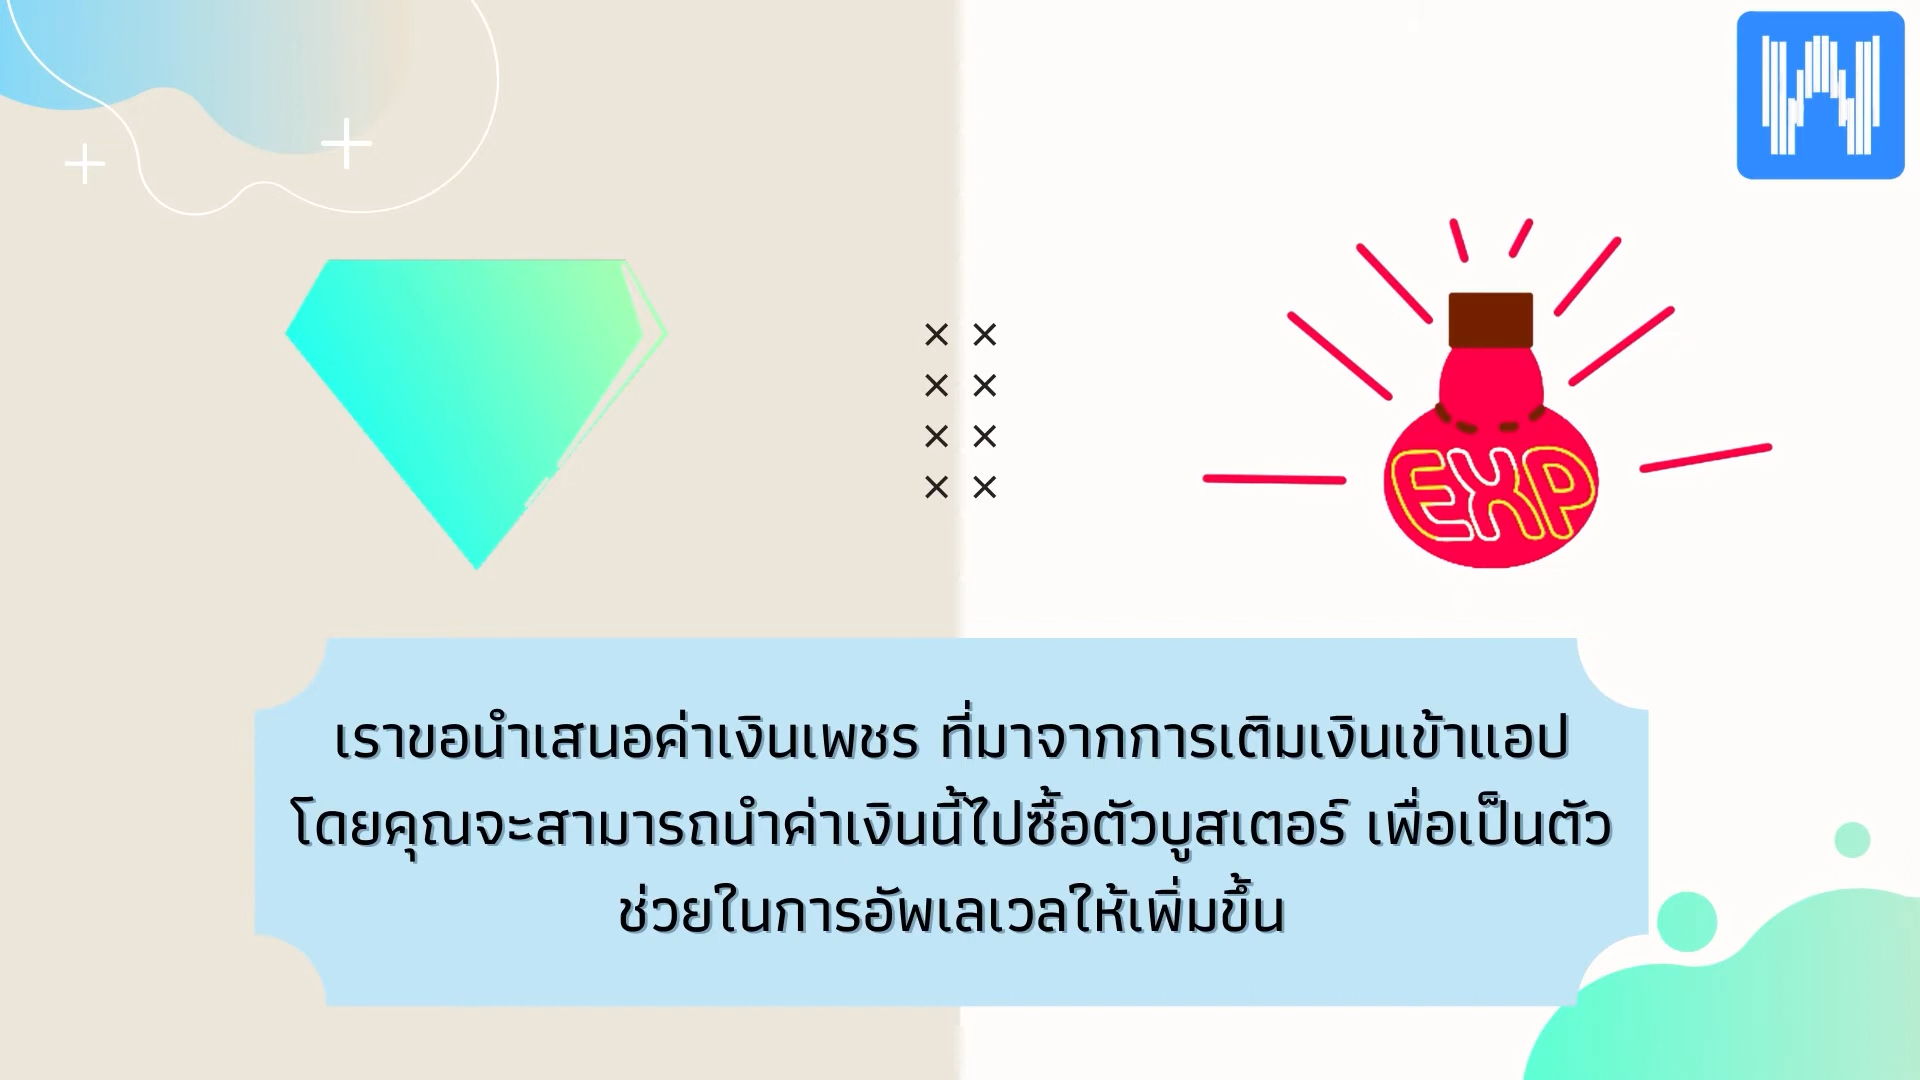 W
EXP
เราขอนำเสนอค่าเงินเพชร ที่มาจากการเติมเงินเข้าแอป
โดยคุณจะสามารถนำค่าเงินนี้ไปซื้อตัวบูสเตอร์ เพื่อเป็นตัว
ช่วยในการอัพเลเวลให้เพิ่มขึ้น